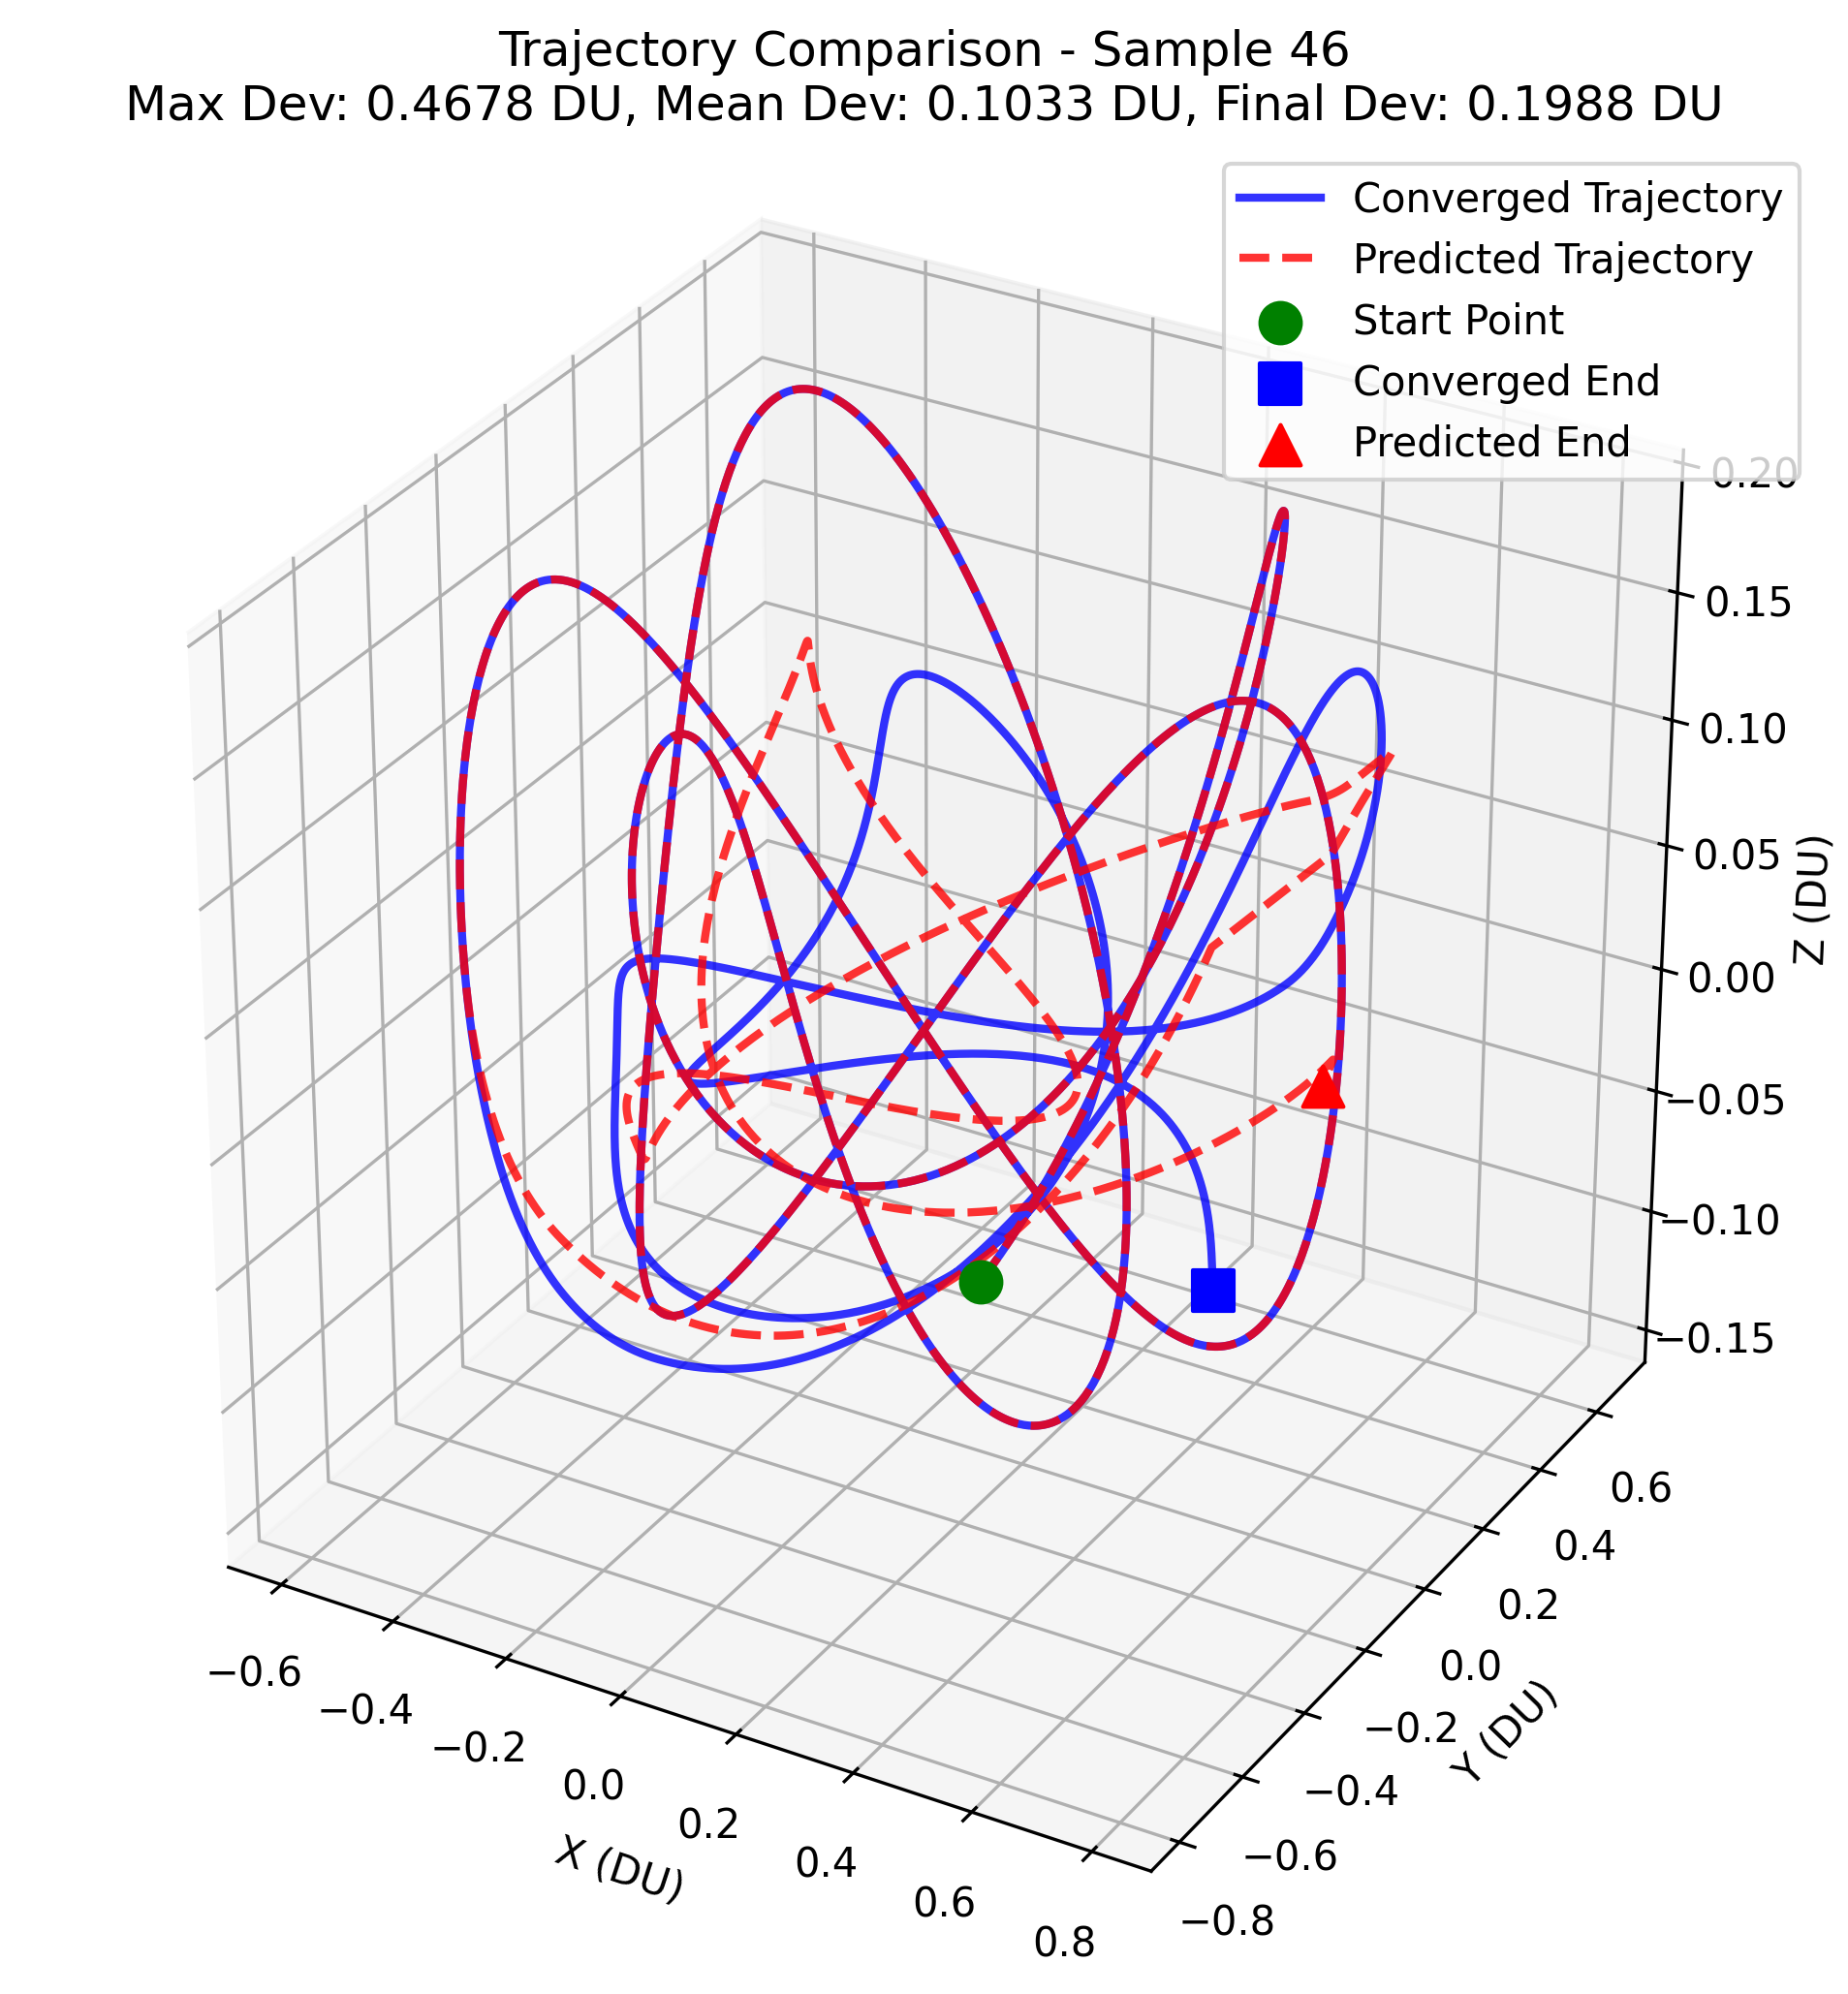 Trajectory Comparison - Sample 46
Max Dev: 0.4678 DU, Mean Dev: 0.1033 DU, Final Dev: 0.1988 DU
Converged Trajectory
Predicted Trajectory
Start Point
Converged End
Predicted End
0.20
0.15
0.10
0.05
0.00
−0.05
−0.10
−0.15
Z (DU)
0.6
0.4
0.2
0.0
−0.2
−0.4
−0.6
−0.8
Y (DU)
−0.6
−0.4
−0.2
0.0
0.2
0.4
0.6
0.8
X (DU)